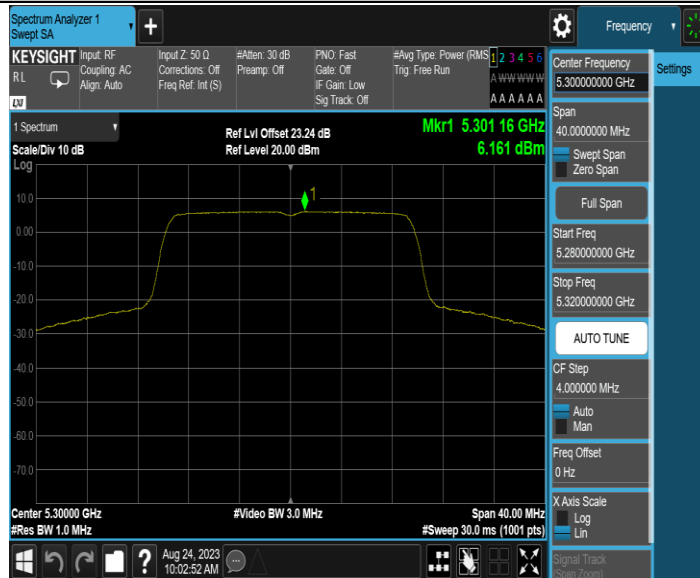 Spectrum Analyzer 1
Swept SA
Frequency
KEYSIGHT
RL
LXI
Input: RF
Coupling: AC
Align: Auto
Input Z: 50 Ω
Corrections: Off
Freq Ref: Int (S)
#Atten: 30 dB
Preamp: Off
PNO: Fast
Gate: Off
IF Gain: Low
Sig Track: Off
#Avg Type: Power (RMS
Trig: Free Run
1 2 3 4 5 6
A WW WW W
A A A A A A
1 Spectrum
Scale/Div 10 dB
Log
Ref Lvl Offset 23.24 dB
Ref Level 20.00 dBm
Mkr1 5.301 16 GHz
6.161 dBm
1
10.0
0.00
-10.0
-20.0
-30.0
-40.0
-50.0
-60.0
-70.0
Center 5.30000 GHz
#Res BW 1.0 MHz
#Video BW 3.0 MHz
Span 40.00 MHz
#Sweep 30.0 ms (1001 pts)
Aug 24, 2023
10:02:52 AM
Center Frequency
5.300000000 GHz
Settings
Span
40.0000000 MHz
Swept Span
Zero Span
Full Span
Start Freq
5.280000000 GHz
Stop Freq
5.320000000 GHz
AUTO TUNE
CF Step
4.000000 MHz
Auto
Man
Freq Offset
0 Hz
X Axis Scale
Log
Lin
Signal Track
(Span Zoom)